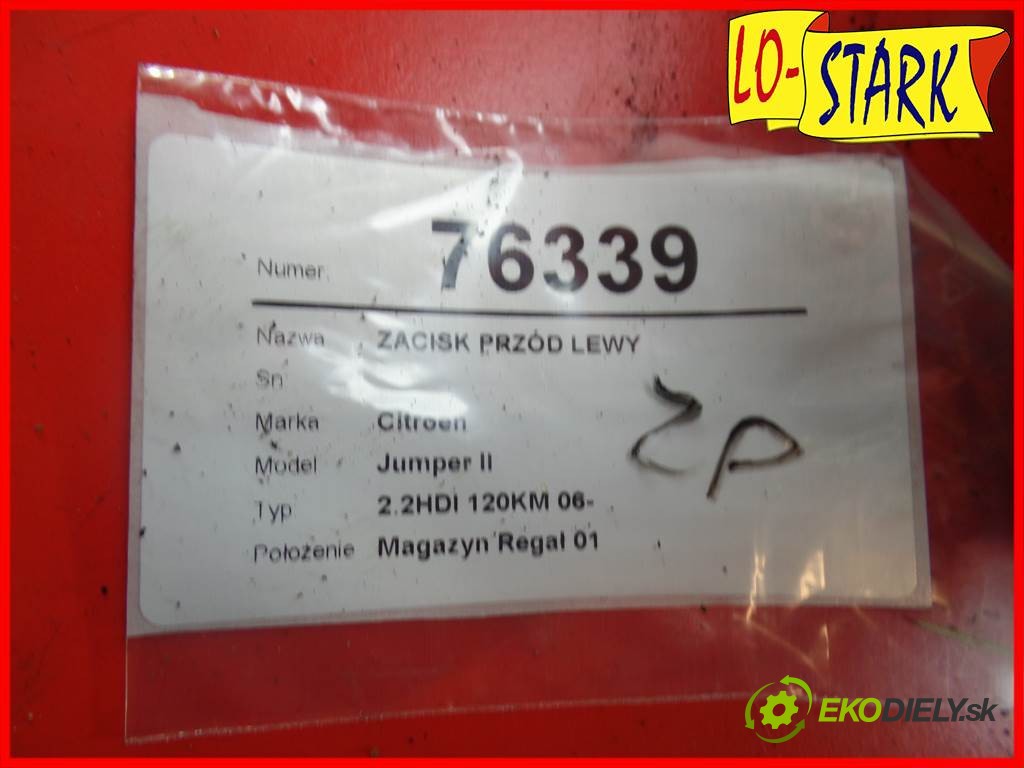 LO-STARK
Numer 76339
Nazwa ZACISK PRZÓD LEWY
Sn
Marka Citroen
Model Jumper II
Typ 2.2HDI 120KM 06-
Położenie Magazyn Regał 01
ZP
EKODIELY.sk